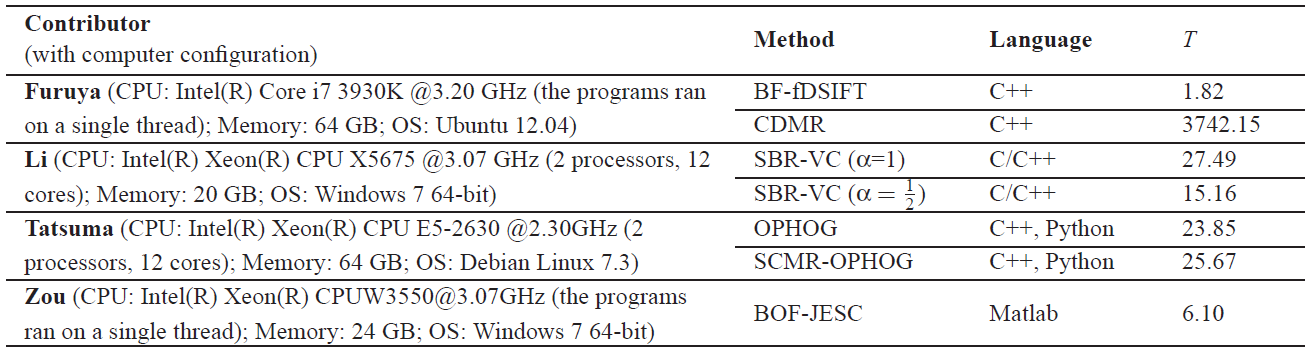 Contributor
(with computer configuration) Method Language T
Furuya (CPU: Intel(R) Core i7 3930K @3.20 GHz (the programs ran BF-fDSIFT C++ 1.82
on a single thread); Memory: 64 GB; OS: Ubuntu 12.04) CDMR C++ 3742.15
Li (CPU: Intel(R) Xeon(R) CPU X5675 @3.07 GHz (2 processors, 12 SBR-VC (α=1) C/C++ 27.49
cores); Memory: 20 GB; OS: Windows 7 64-bit) SBR-VC (α = 1/2) C/C++ 15.16
Tatsuma (CPU: Intel(R) Xeon(R) CPU E5-2630 @2.30GHz (2 OPHOG C++, Python 23.85
processors, 12 cores); Memory: 64 GB; OS: Debian Linux 7.3) SCMR-OPHOG C++, Python 25.67
Zou (CPU: Intel(R) Xeon(R) CPUW3550@3.07GHz (the programs BOF-JESC Matlab 6.10
ran on a single thread); Memory: 24 GB; OS: Windows 7 64-bit)